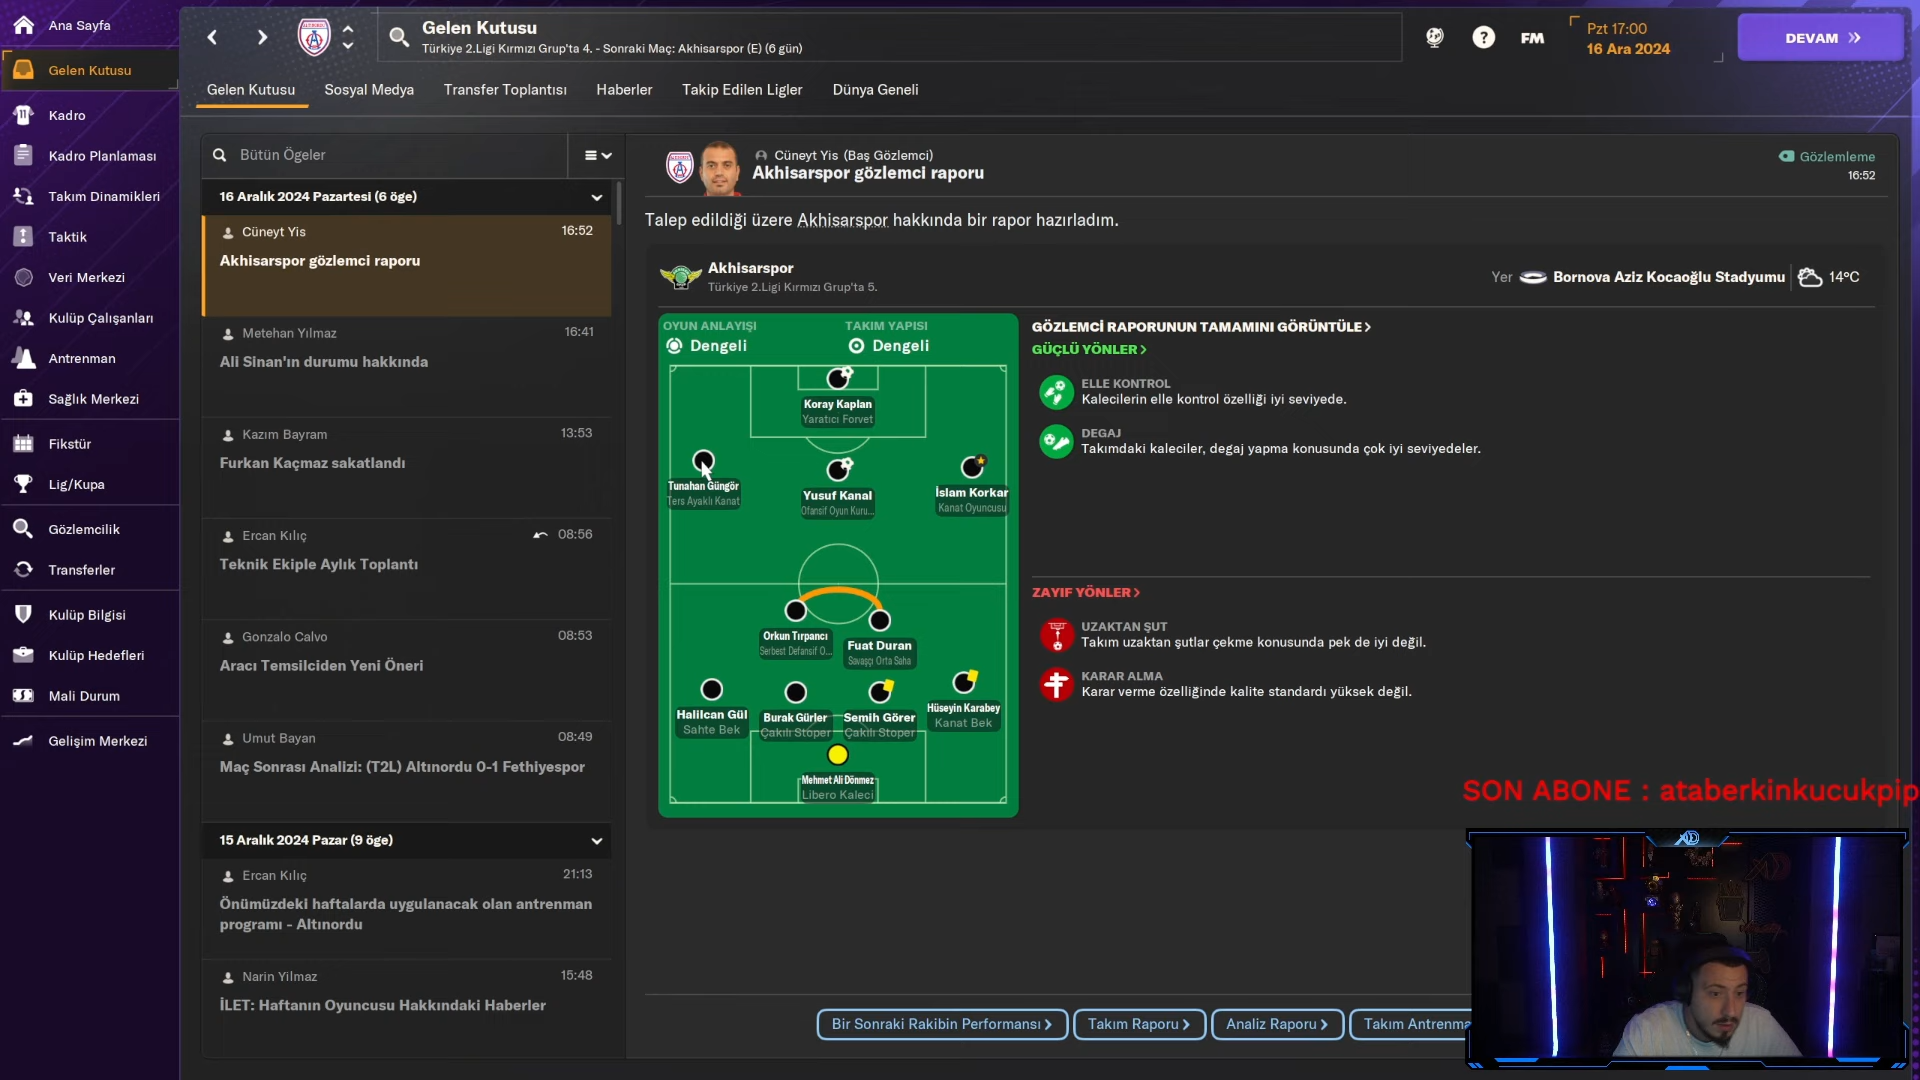 Ana Sayfa
Gelen Kutusu
Kadro
Kadro Planlaması
Takım Dinamikleri
Taktik
Veri Merkezi
Kulüp Çalışanları
Antrenman
Sağlık Merkezi
Fikstür
Lig/Kupa
Gözlemcilik
Transferler
Kulüp Bilgisi
Kulüp Hedefleri
Mali Durum
Gelişim Merkezi
Gelen Kutusu
Türkiye 2.Ligi Kırmızı Grup'ta 4. - Sonraki Maç: Akhisarspor (E) (6 gün)
FM
Pzt 17:00
16 Ara 2024
DEVAM
Gelen Kutusu
Sosyal Medya
Transfer Toplantısı
Haberler
Takip Edilen Ligler
Dünya Geneli
Bütün Ögeler
16 Aralık 2024 Pazartesi (6 öge)
Cüneyt Yis 16:52
Akhisarspor gözlemci raporu
Metehan Yılmaz 16:41
Ali Sinan'ın durumu hakkında
Kazım Bayram 13:53
Furkan Kaçmaz sakatlandı
Ercan Kılıç 08:56
Teknik Ekiple Aylık Toplantı
Gonzalo Calvo 08:53
Aracı Temsilciden Yeni Öneri
Umut Bayan 08:49
Maç Sonrası Analizi: (T2L) Altınordu 0-1 Fethiyespor
15 Aralık 2024 Pazar (9 öge)
Ercan Kılıç 21:13
Önümüzdeki haftalarda uygulanacak olan antrenman
programı - Altınordu
Narin Yilmaz 15:48
İLET: Haftanın Oyuncusu Hakkındaki Haberler
Cüneyt Yis (Baş Gözlemci)
Akhisarspor gözlemci raporu
Gözlemleme
16:52
Talep edildiği üzere Akhisarspor hakkında bir rapor hazırladım.
Akhisarspor
Türkiye 2.Ligi Kırmızı Grup'ta 5.
Yer Bornova Aziz Kocaoğlu Stadyumu 14°C
OYUN ANLAYIŞI
Dengeli
TAKIM YAPISI
Dengeli
Koray Kaplan
Yaratıcı Forvet
Tunahan Güngör
Ters Ayaklı Kanat
Yusuf Kanal
Ofansif Oyun Kuru...
İslam Korkar
Kanat Oyuncusu
Orkun Tırpancı
Serbest Defansif O...
Fuat Duran
Savaşçı Orta Saha
Halilcan Gül
Sahte Bek
Burak Gürler
Çakılı Stoper
Semih Görer
Çakılı Stoper
Hüseyin Karabey
Kanat Bek
Mehmet Ali Dönmez
Libero Kaleci
GÖZLEMCİ RAPORUNUN TAMAMINI GÖRÜNTÜLE
GÜÇLÜ YÖNLER
ELLE KONTROL
Kalecilerin elle kontrol özelliği iyi seviyede.
DEGAJ
Takımdaki kaleciler, degaj yapma konusunda çok iyi seviyedeler.
ZAYIF YÖNLER
UZAKTAN ŞUT
Takım uzaktan şutlar çekme konusunda pek de iyi değil.
KARAR ALMA
Karar verme özelliğinde kalite standardı yüksek değil.
SON ABONE : ataberkinkucukpip
Bir Sonraki Rakibin Performansı
Takım Raporu
Analiz Raporu
Takım Antrenma